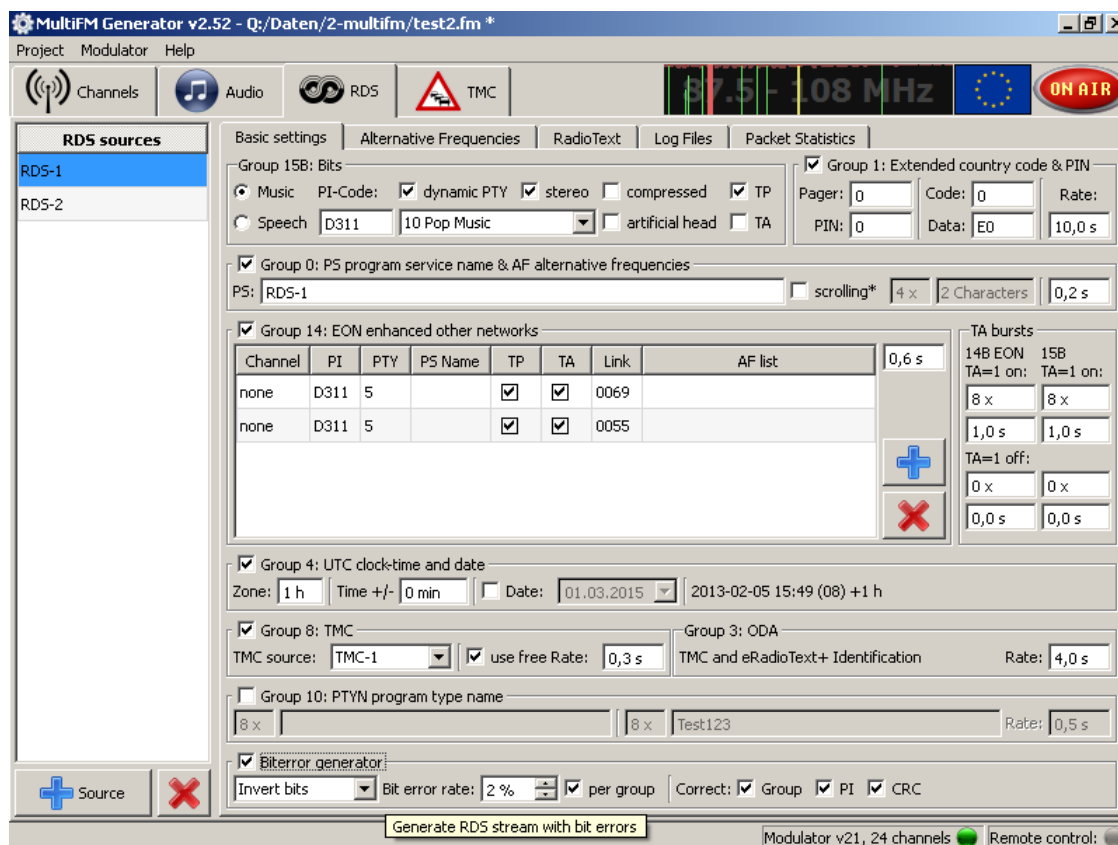 MultiFM Generator v2.52 - Q:/Daten/2-multifm/test2.fm *
Project Modulator Help
Channels Audio RDS TMC 87.5 - 108 MHz ON AIR
RDS sources
RDS-1
RDS-2
Source
Basic settings Alternative Frequencies RadioText Log Files Packet Statistics
Group 15B: Bits
Music PI-Code: dynamic PTY stereo compressed TP
Speech D311 10 Pop Music artificial head TA
Group 1: Extended country code & PIN
Pager: 0 Code: 0 Rate:
PIN: 0 Data: E0 10,0 s
Group 0: PS program service name & AF alternative frequencies
PS: RDS-1 scrolling* 4 x 2 Characters 0,2 s
Group 14: EON enhanced other networks
Channel PI PTY PS Name TP TA Link AF list 0,6 s
none D311 5 0069
none D311 5 0055
TA bursts
14B EON 15B
TA=1 on: TA=1 on:
8 x 8 x
1,0 s 1,0 s
TA=1 off:
0 x 0 x
0,0 s 0,0 s
Group 4: UTC clock-time and date
Zone: 1 h Time +/- 0 min Date: 01.03.2015 2013-02-05 15:49 (08) +1 h
Group 8: TMC
TMC source: TMC-1 use free Rate: 0,3 s
Group 3: ODA
TMC and eRadioText+ Identification Rate: 4,0 s
Group 10: PTYN program type name
8 x 8 x Test123 Rate: 0,5 s
Biterror generator
Invert bits Bit error rate: 2 % per group Correct: Group PI CRC
Generate RDS stream with bit errors
Modulator v21, 24 channels Remote control: